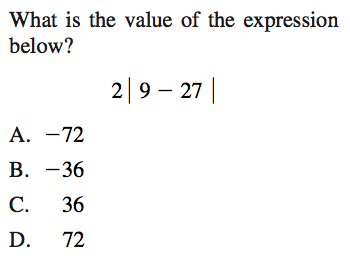 What is the value of the expression
below?
2| 9 − 27 |
A. −72
B. −36
C. 36
D. 72